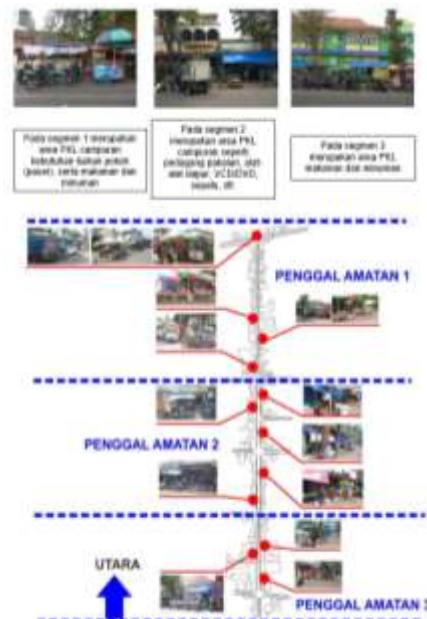 Pada segmen 1 merupakan
area PKL campuran
kebutuhan bahan pokok
(pasar), serta makanan dan
minuman
Pada segmen 2
merupakan area PKL
campuran seperti
pedagang pakaian, alat-
alat dapur, VCD/DVD,
sepatu, dll
Pada segmen 3
merupakan area PKL
makanan dan minuman
PENGGAL AMATAN 1
PENGGAL AMATAN 2
UTARA
PENGGAL AMATAN 3